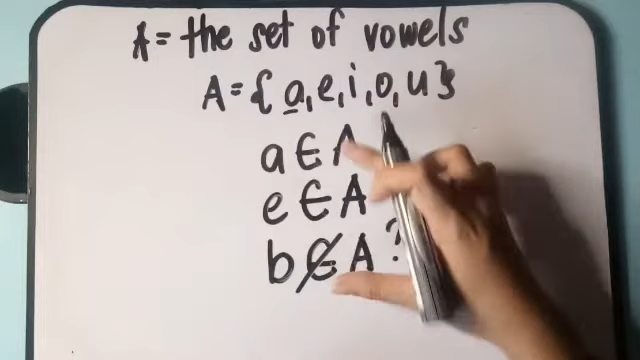 A = the set of vowels
A = { a, e, i, o, u }
a ∈ A
e ∈ A
b ∉ A ?